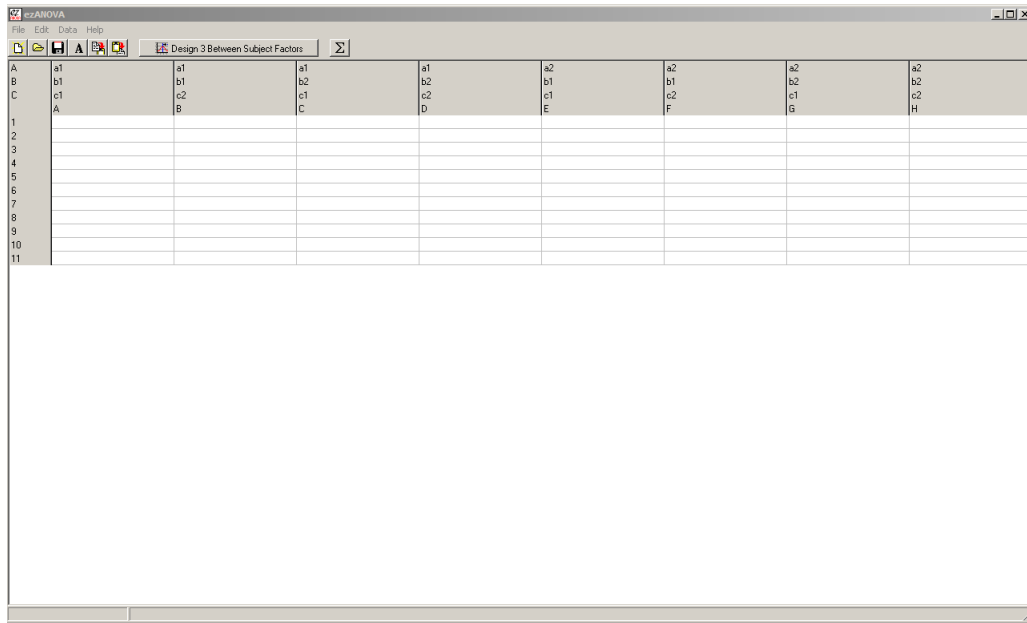 ezANOVA
File Edit Data Help
A Design 3 Between Subject Factors Σ
A a1 a1 a1 a1 a2 a2 a2 a2
B b1 b1 b2 b2 b1 b1 b2 b2
C c1 c2 c1 c2 c1 c2 c1 c2
A B C D E F G H
1
2
3
4
5
6
7
8
9
10
11